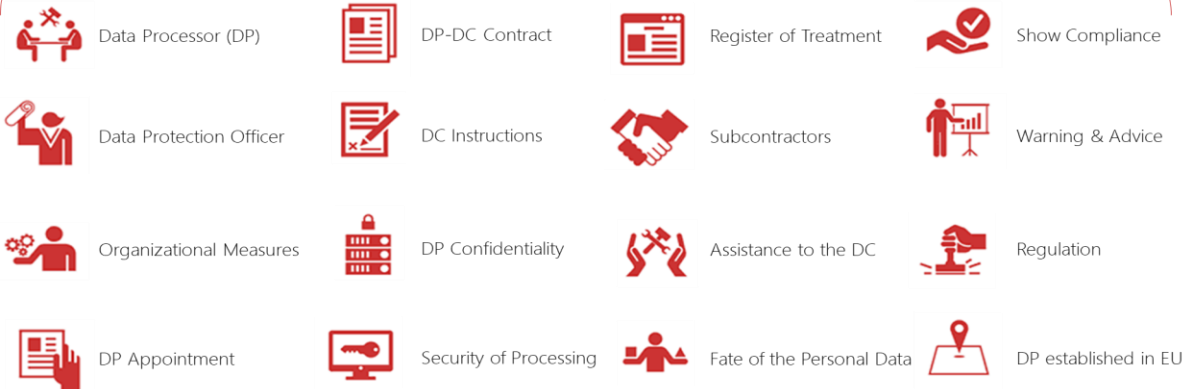 Data Processor (DP)
DP-DC Contract
Register of Treatment
Show Compliance
Data Protection Officer
DC Instructions
Subcontractors
Warning & Advice
Organizational Measures
DP Confidentiality
Assistance to the DC
Regulation
DP Appointment
Security of Processing
Fate of the Personal Data
DP established in EU